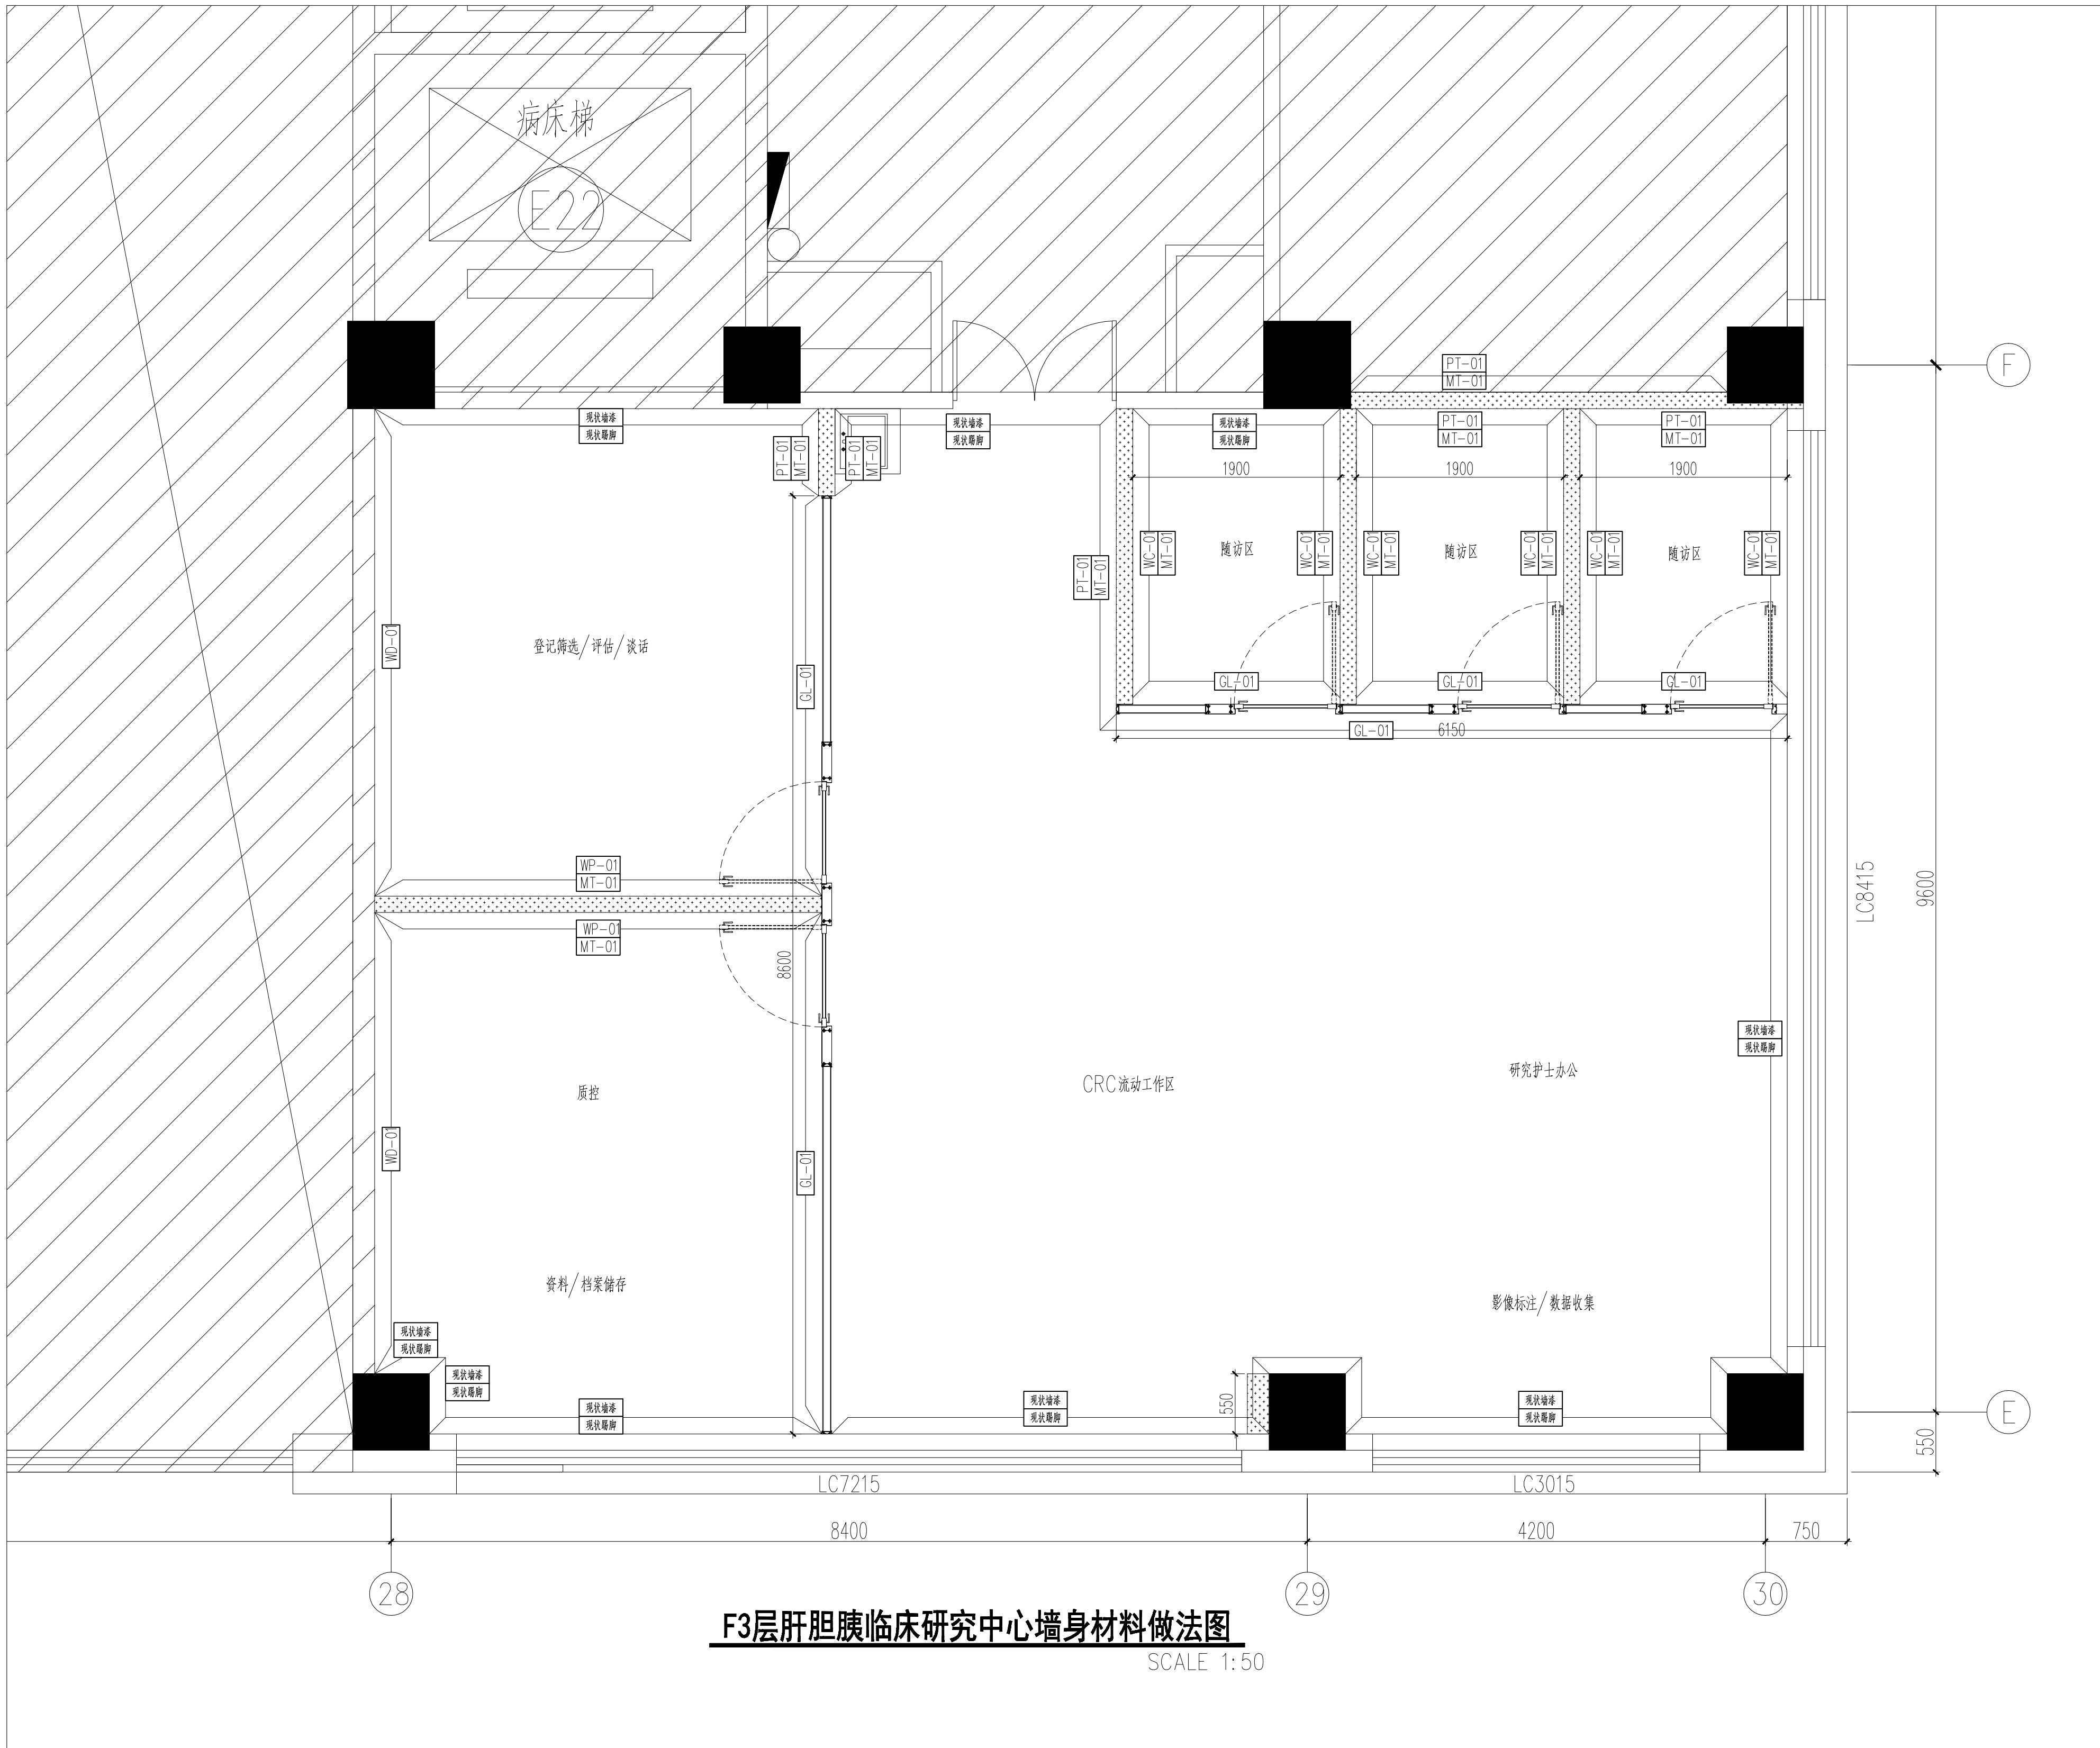 病床梯
E22
F
PT-01
MT-01
现状墙漆
现状踢脚
PT-01
MT-01
PT-01
MT-01
现状墙漆
现状踢脚
现状墙漆
现状踢脚
PT-01
MT-01
PT-01
MT-01
1900
1900
1900
WC-01
MT-01
随访区
WC-01
MT-01
WC-01
MT-01
随访区
WC-01
MT-01
WC-01
MT-01
随访区
WC-01
MT-01
PT-01
MT-01
WD-01
登记筛选/评估/谈话
GL-01
GL-01
GL-01
GL-01
GL-01
6150
WP-01
MT-01
WP-01
MT-01
8600
LC8415
9600
现状墙漆
现状踢脚
质控
CRC流动工作区
研究护士办公
WD-01
GL-01
资料/档案储存
影像标注/数据收集
现状墙漆
现状踢脚
现状墙漆
现状踢脚
现状墙漆
现状踢脚
现状墙漆
现状踢脚
550
现状墙漆
现状踢脚
E
550
LC7215
LC3015
8400
4200
750
28
29
30
F3层肝胆胰临床研究中心墙身材料做法图
SCALE 1:50